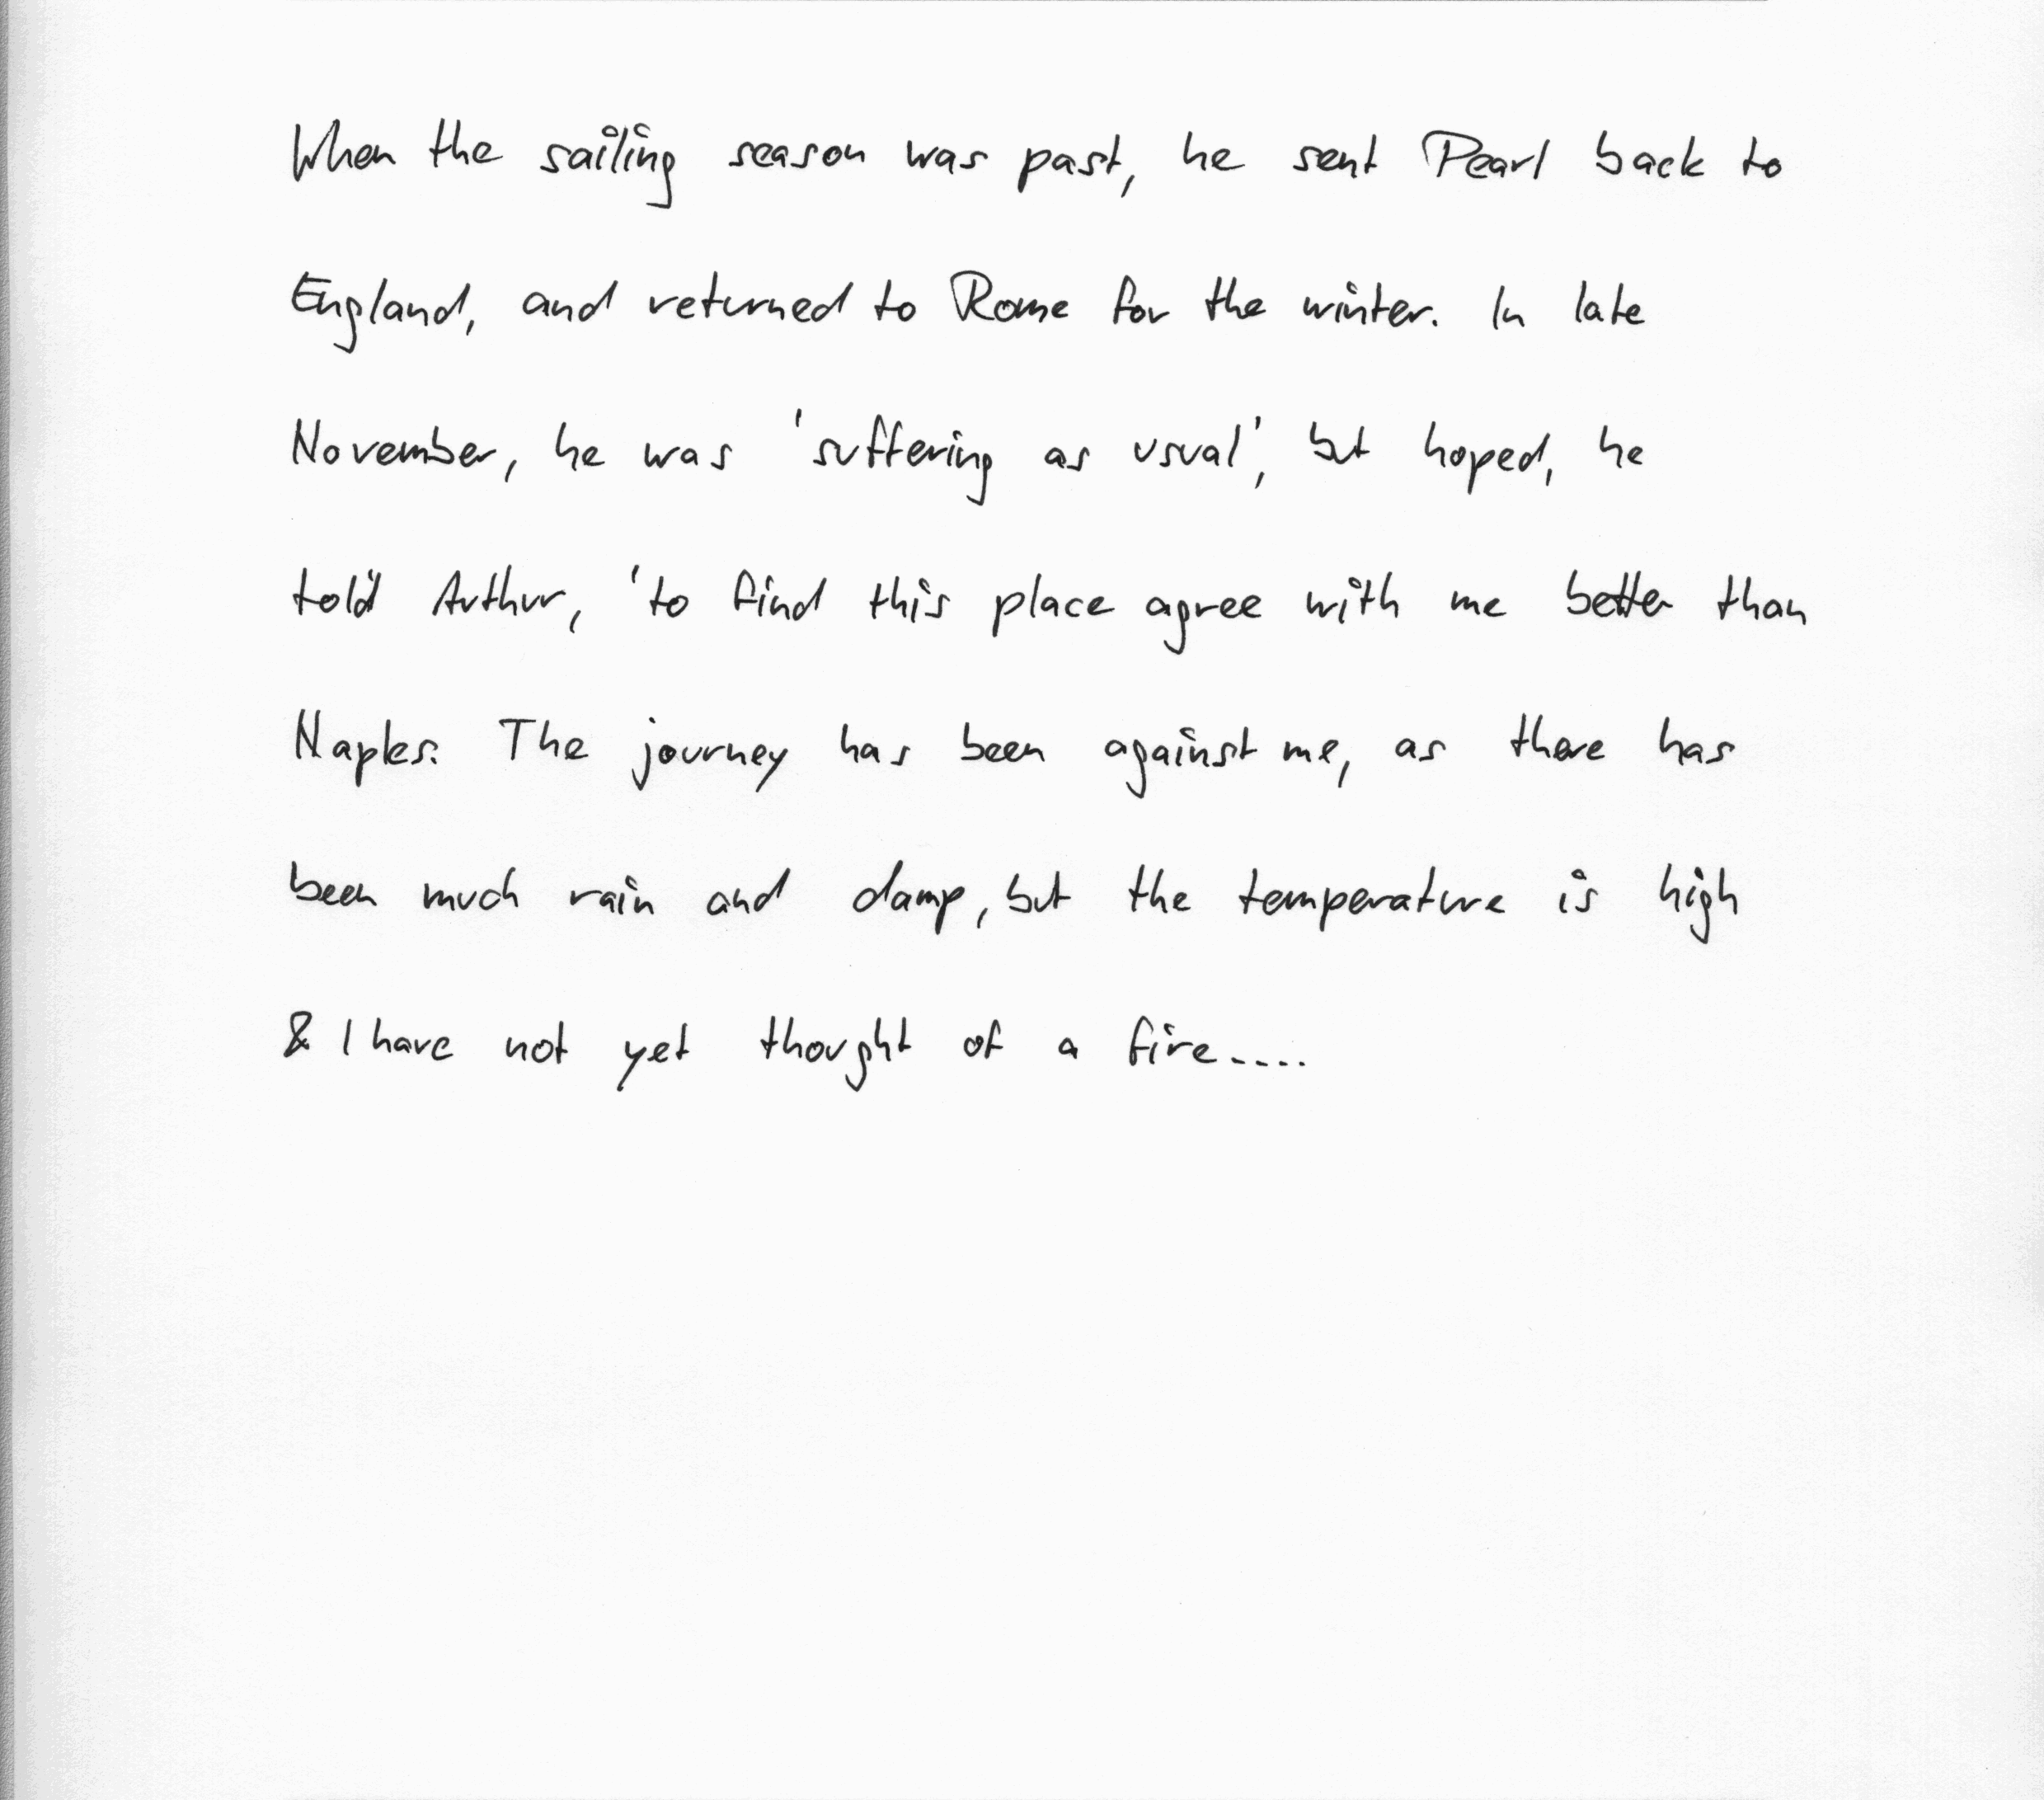 When the sailing season was past, he sent Pearl back to
England, and returned to Rome for the winter. In late
November, he was 'suffering as usual', but hoped, he
told Arthur, 'to find this place agree with me better than
Naples. The journey has been against me, as there has
been much rain and damp, but the temperature is high
& I have not yet thought of a fire....